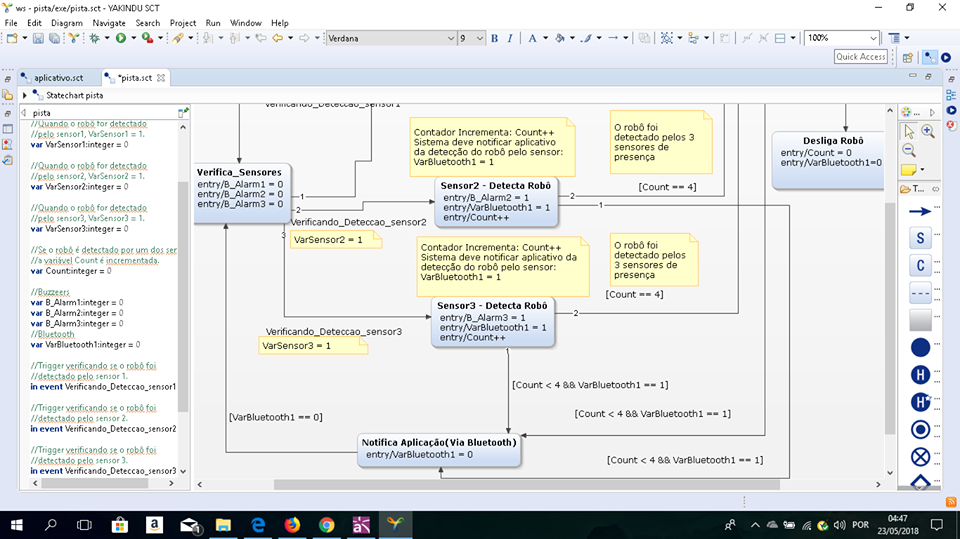 ws - pista/exe/pista.sct - YAKINDU SCT
File Edit Diagram Navigate Search Project Run Window Help
Verdana 9 B I A 100%
Quick Access
aplicativo.sct *pista.sct
Statechart pista
pista
//Quando o robô for detectado
//pelo sensor1, VarSensor1 = 1.
var VarSensor1:integer = 0
//Quando o robô for detectado
//pelo sensor2, VarSensor2 = 1.
var VarSensor2:integer = 0
//Quando o robô for detectado
//pelo sensor3, VarSensor3 = 1.
var VarSensor3:integer = 0
//Se o robô é detectado por um dos ser
//a variável Count é incrementada.
var Count:integer = 0
//Buzzeers
var B_Alarm1:integer = 0
var B_Alarm2:integer = 0
var B_Alarm3:integer = 0
//Bluetooth
var VarBluetooth1:integer = 0
//Trigger verificando se o robô foi
//detectado pelo sensor 1.
in event Verificando_Deteccao_sensor1
//Trigger verificando se o robô foi
//detectado pelo sensor 2.
in event Verificando_Deteccao_sensor2
//Trigger verificando se o robô foi
//detectado pelo sensor 3.
in event Verificando_Deteccao_sensor3
Verificando_Deteccao_sensor1
Verifica_Sensores
entry/B_Alarm1 = 0
entry/B_Alarm2 = 0
entry/B_Alarm3 = 0
1
2
3
Verificando_Deteccao_sensor2
VarSensor2 = 1
Contador Incrementa: Count++
Sistema deve notificar aplicativo
da detecção do robô pelo sensor:
VarBluetooth1 = 1
Sensor2 - Detecta Robô
entry/B_Alarm2 = 1
entry/VarBluetooth1 = 1
entry/Count++
2
1
O robô foi
detectado pelos 3
sensores de
presença
[Count == 4]
Desliga Robô
entry/Count = 0
entry/VarBluetooth1=0
Contador Incrementa: Count++
Sistema deve notificar aplicativo da
detecção do robô pelo sensor:
VarBluetooth1 = 1
O robô foi
detectado pelos
3 sensores de
presença
[Count == 4]
Sensor3 - Detecta Robô
entry/B_Alarm3 = 1
entry/VarBluetooth1 = 1
entry/Count++
2
Verificando_Deteccao_sensor3
VarSensor3 = 1
[Count < 4 && VarBluetooth1 == 1]
[VarBluetooth1 == 0]
[Count < 4 && VarBluetooth1 == 1]
Notifica Aplicação(Via Bluetooth)
entry/VarBluetooth1 = 0
[Count < 4 && VarBluetooth1 == 1]
T...
S
C
H
H*
POR
04:47
23/05/2018